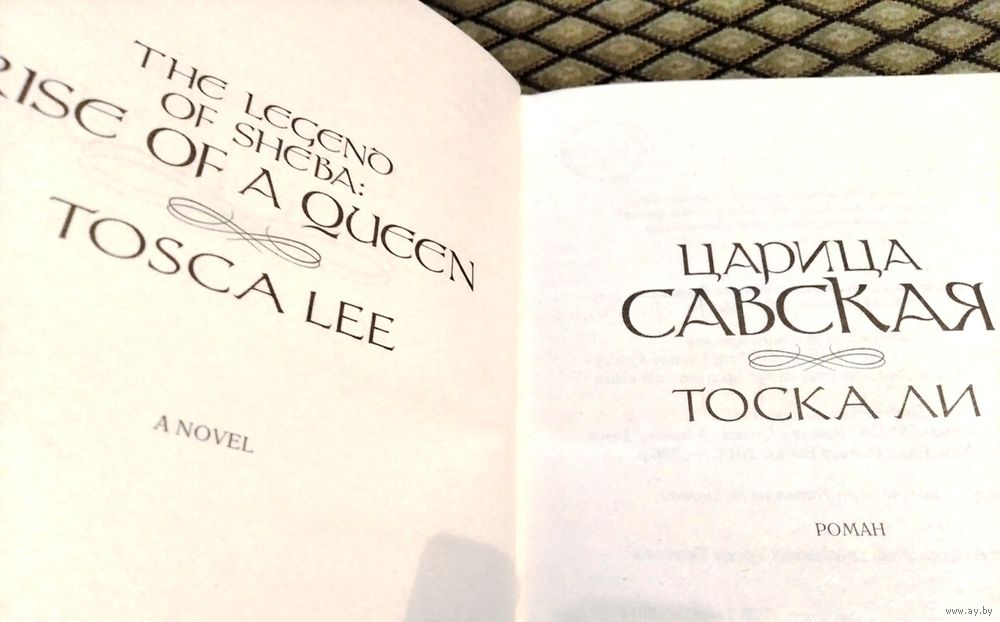 THE LEGEND
OF SHEBA:
RISE OF A QUEEN
TOSCA LEE
A NOVEL
ЦАРИЦА
САВСКАЯ
ТОСКА ЛИ
РОМАН
www.ay.by